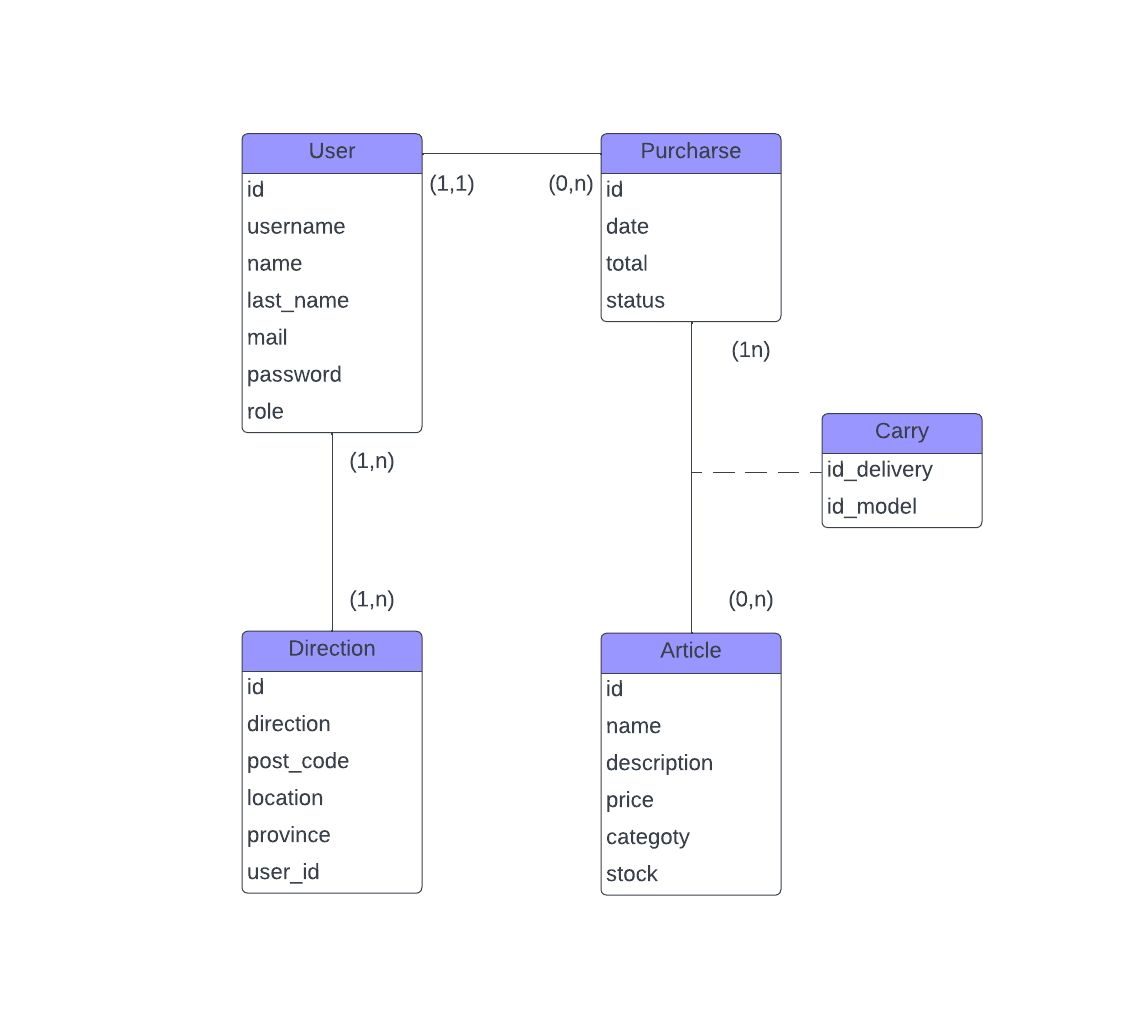 User
id
username
name
last_name
mail
password
role
(1,1)
(0,n)
Purcharse
id
date
total
status
(1n)
Carry
id_delivery
id_model
(1,n)
(1,n)
(0,n)
Direction
id
direction
post_code
location
province
user_id
Article
id
name
description
price
categoty
stock